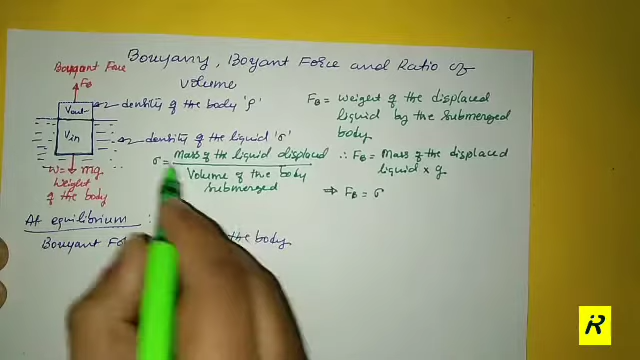 Bouyancy, Boyant Force and Ratio of
volume
Bouyant Force
FB
Vout
density of the body 'ρ'
Vin
density of the liquid 'σ'
W = mg
Weight
of the body
σ = Mass of the liquid displaced
Volume of the body
submerged
FB = weight of the displaced
liquid by the submerged
body
∴ FB = Mass of the displaced
liquid × g
⇒ FB = σ
At equilibrium :
Bouyant the body
iR